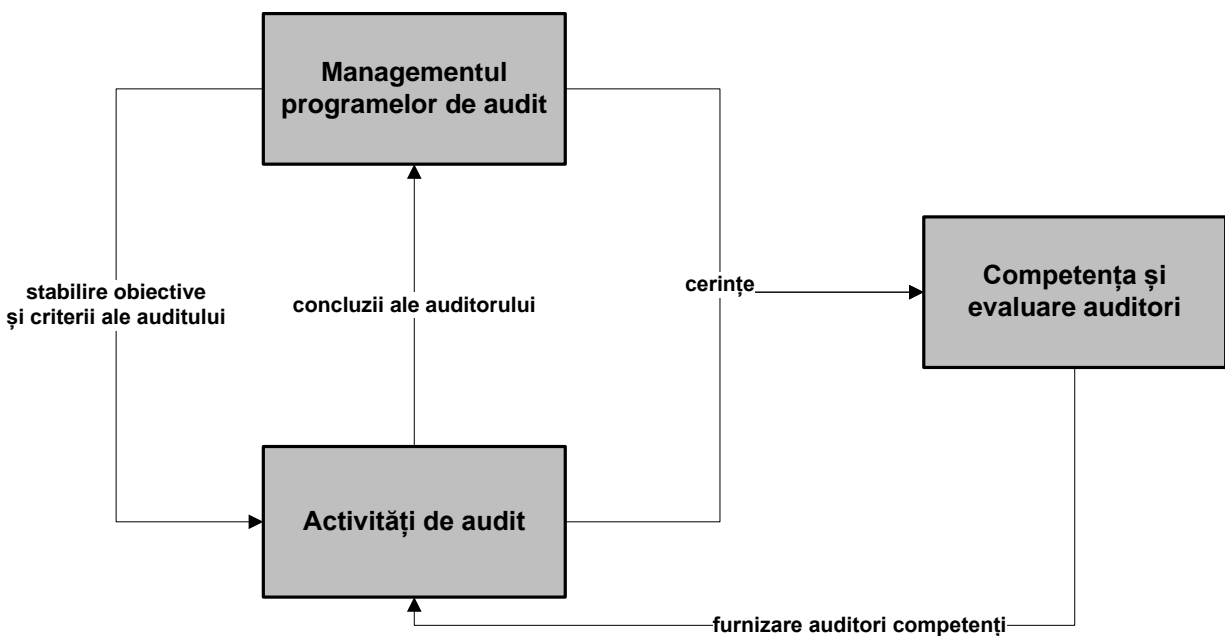 Managementul
programelor de audit
stabilire obiective
și criterii ale auditului
concluzii ale auditorului
cerințe
Competența și
evaluare auditori
Activități de audit
furnizare auditori competenți